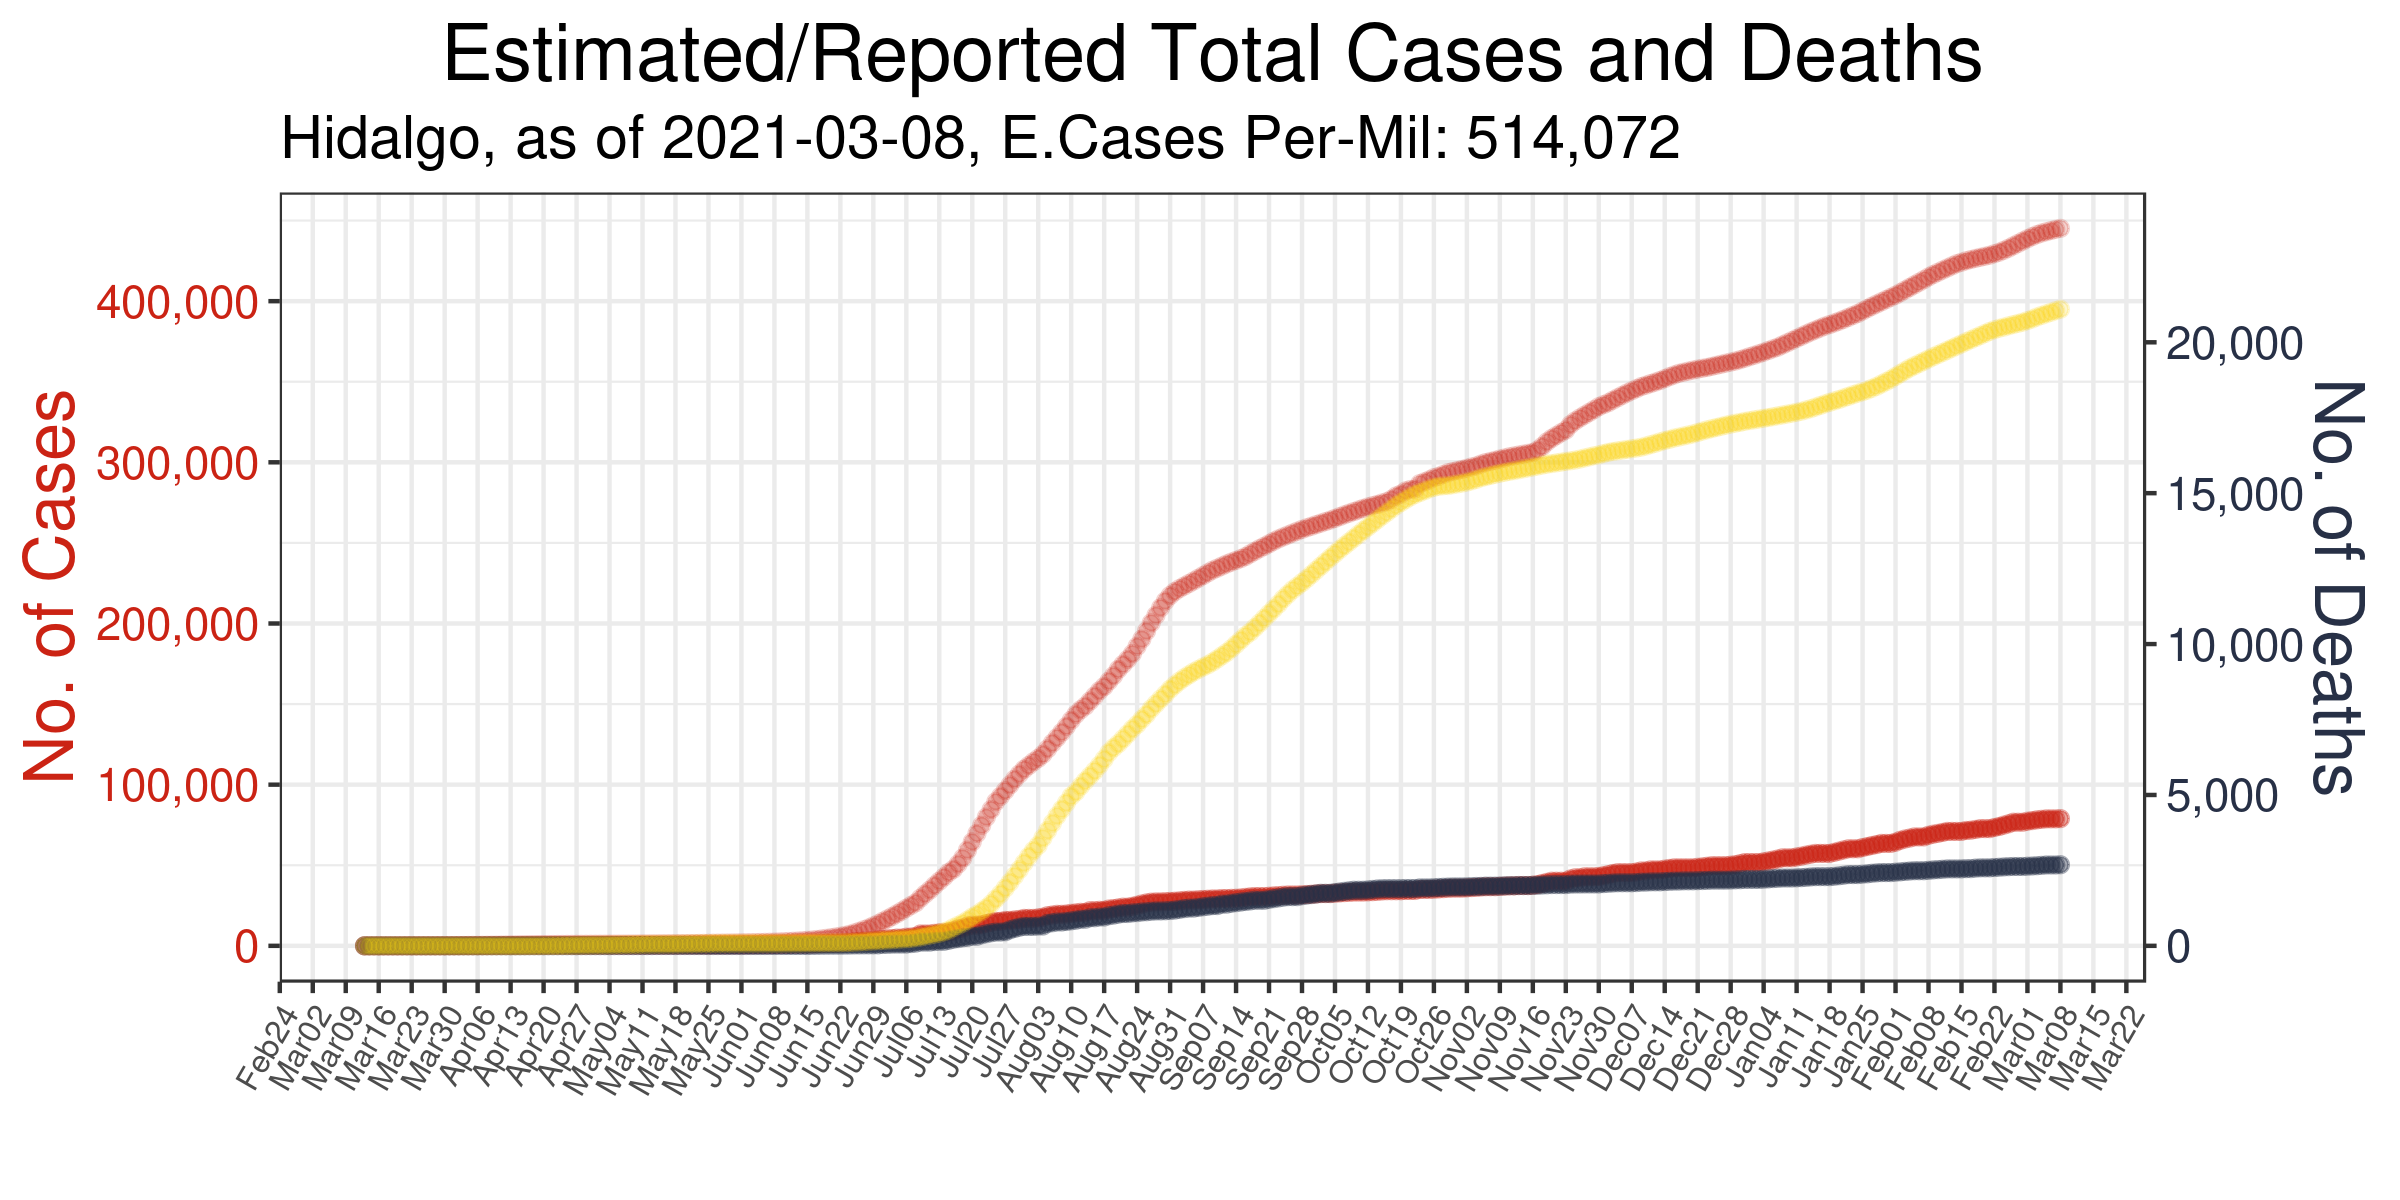 Estimated/Reported Total Cases and Deaths
Hidalgo, as of 2021-03-08, E.Cases Per-Mil: 514,072
No. of Cases
400,000
300,000
200,000
100,000
0
20,000
15,000
10,000
5,000
0
No. of Deaths
Feb24
Mar02
Mar09
Mar16
Mar23
Mar30
Apr06
Apr13
Apr20
Apr27
May04
May11
May18
May25
Jun01
Jun08
Jun15
Jun22
Jun29
Jul06
Jul13
Jul20
Jul27
Aug03
Aug10
Aug17
Aug24
Aug31
Sep07
Sep14
Sep21
Sep28
Oct05
Oct12
Oct19
Oct26
Nov02
Nov09
Nov16
Nov23
Nov30
Dec07
Dec14
Dec21
Dec28
Jan04
Jan11
Jan18
Jan25
Feb01
Feb08
Feb15
Feb22
Mar01
Mar08
Mar15
Mar22